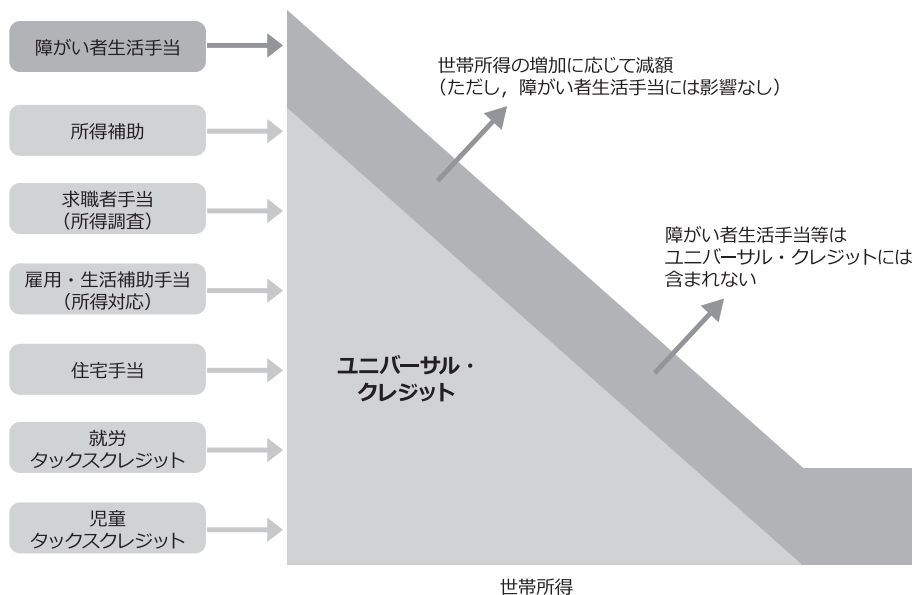 障がい者生活手当
所得補助
求職者手当
（所得調査）
雇用・生活補助手当
（所得対応）
住宅手当
就労
タックスクレジット
児童
タックスクレジット
世帯所得の増加に応じて減額
（ただし，障がい者生活手当には影響なし）
障がい者生活手当等は
ユニバーサル・クレジットには
含まれない
ユニバーサル・
クレジット
世帯所得